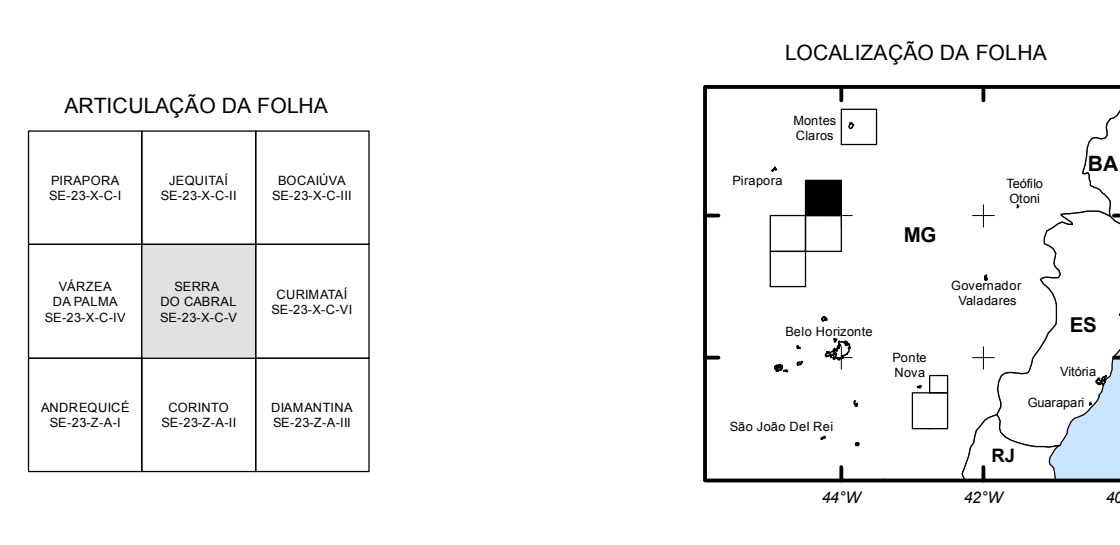 ARTICULAÇÃO DA FOLHA
PIRAPORA
SE-23-X-C-I
JEQUITAÍ
SE-23-X-C-II
BOCAIÚVA
SE-23-X-C-III
VÁRZEA
DA PALMA
SE-23-X-C-IV
SERRA
DO CABRAL
SE-23-X-C-V
CURIMATAÍ
SE-23-X-C-VI
ANDREQUICÉ
SE-23-Z-A-I
CORINTO
SE-23-Z-A-II
DIAMANTINA
SE-23-Z-A-III
LOCALIZAÇÃO DA FOLHA
Montes
Claros
Pirapora
BA
Teófilo
Otoni
MG
Governador
Valadares
ES
Belo Horizonte
Ponte
Nova
Vitória
Guarapari
São João Del Rei
RJ
44°W
42°W
40